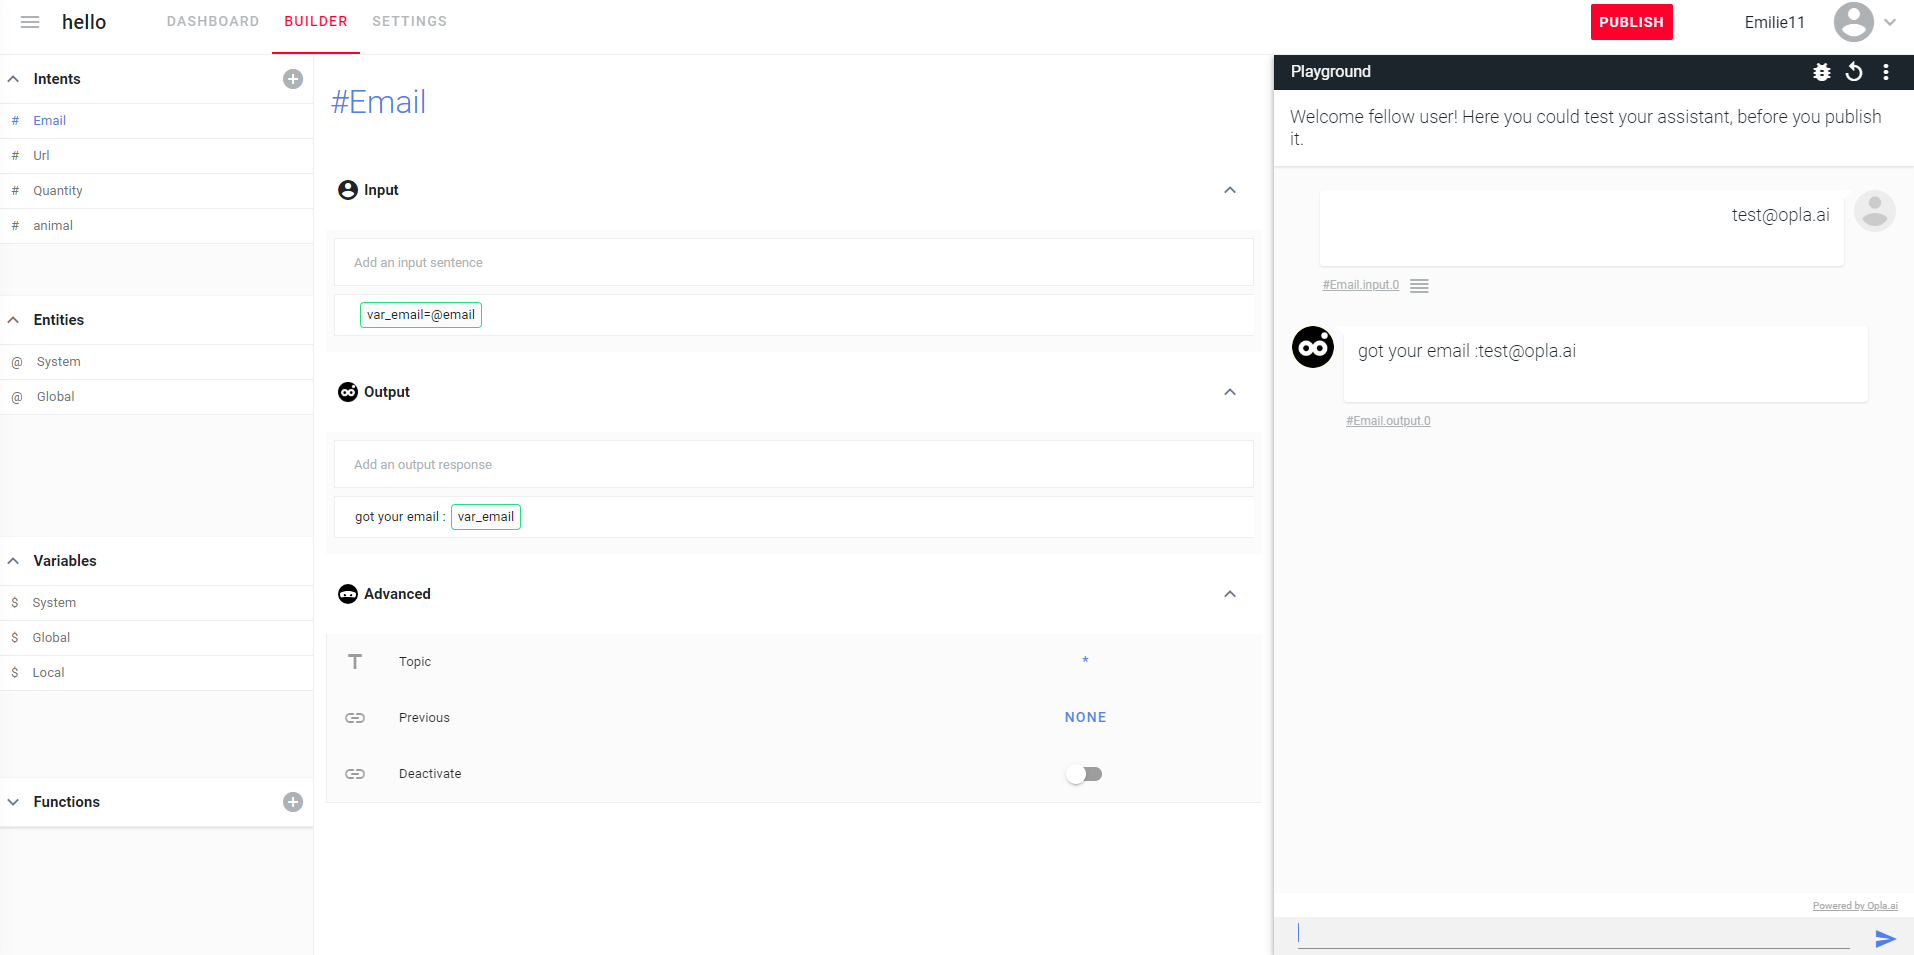 hello
DASHBOARD
BUILDER
SETTINGS
PUBLISH
Emilie11
Intents
# Email
# Url
# Quantity
# animal
Entities
@ System
@ Global
Variables
$ System
$ Global
$ Local
Functions
#Email
Input
Add an input sentence
var_email=@email
Output
Add an output response
got your email : var_email
Advanced
Topic *
Previous NONE
Deactivate
Playground
Welcome fellow user! Here you could test your assistant, before you publish
it.
test@opla.ai
#Email.input.0
got your email :test@opla.ai
#Email.output.0
Powered by Opla.ai